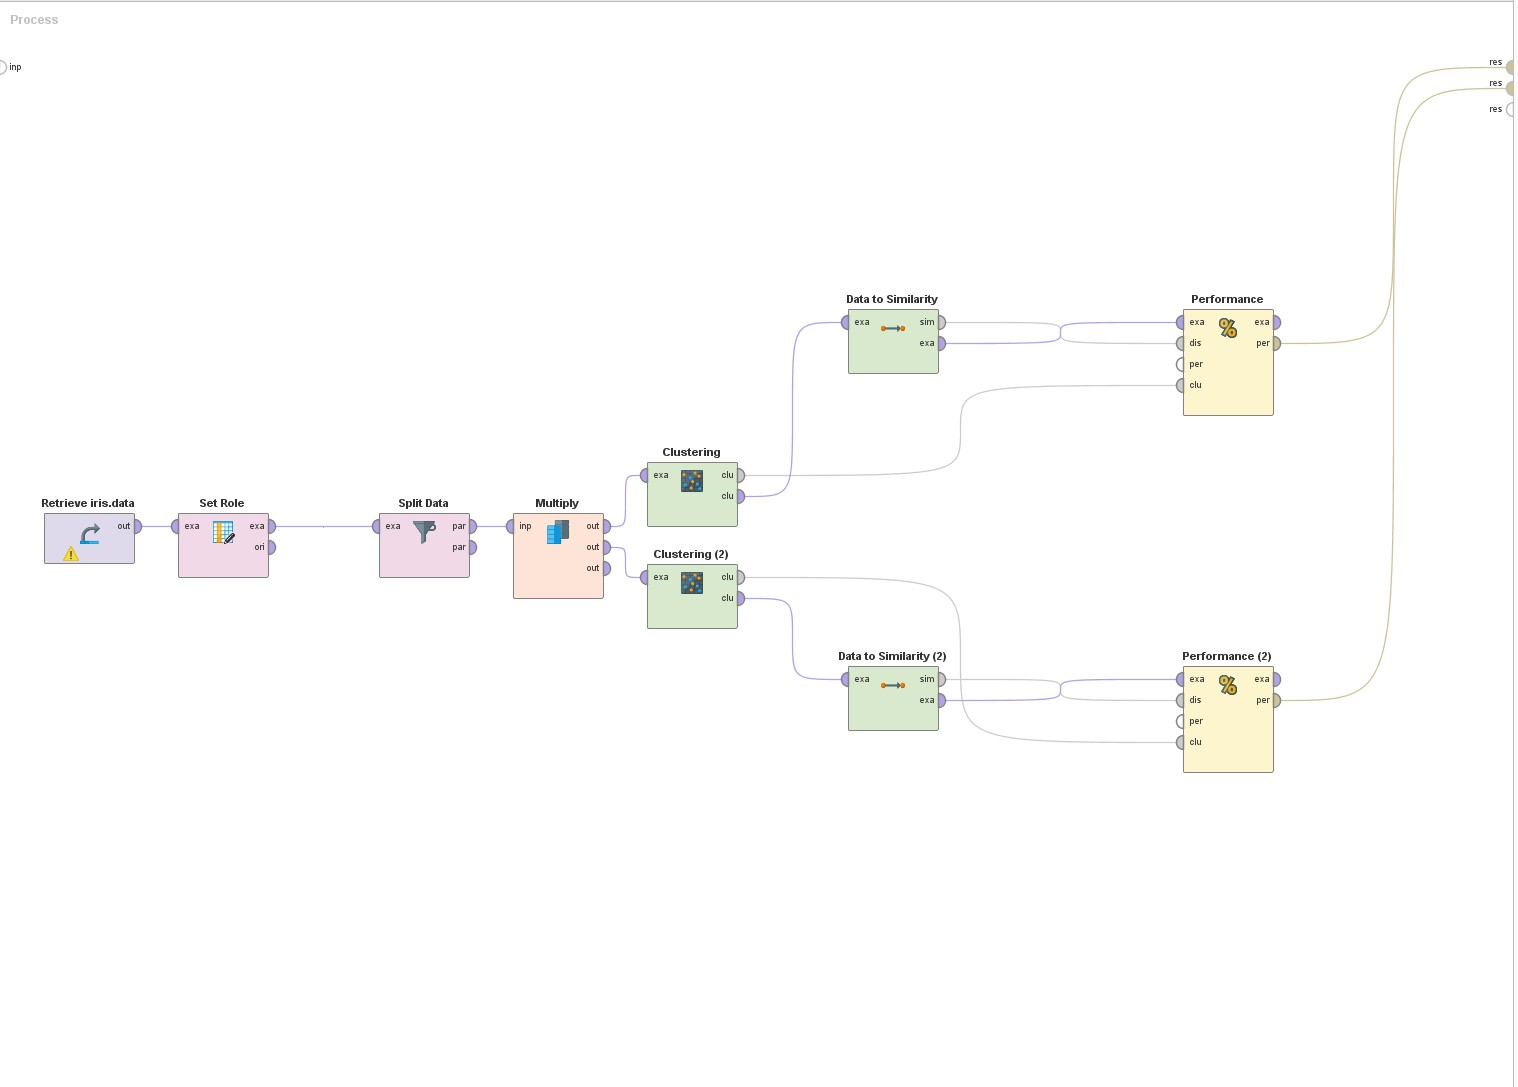 Process
inp
res
res
res
Data to Similarity
exa
sim
exa
Performance
exa
dis
per
clu
exa
per
Clustering
exa
clu
clu
Retrieve iris.data
out
Set Role
exa
exa
ori
Split Data
exa
par
par
Multiply
inp
out
out
out
Clustering (2)
exa
clu
clu
Data to Similarity (2)
exa
sim
exa
Performance (2)
exa
dis
per
clu
exa
per